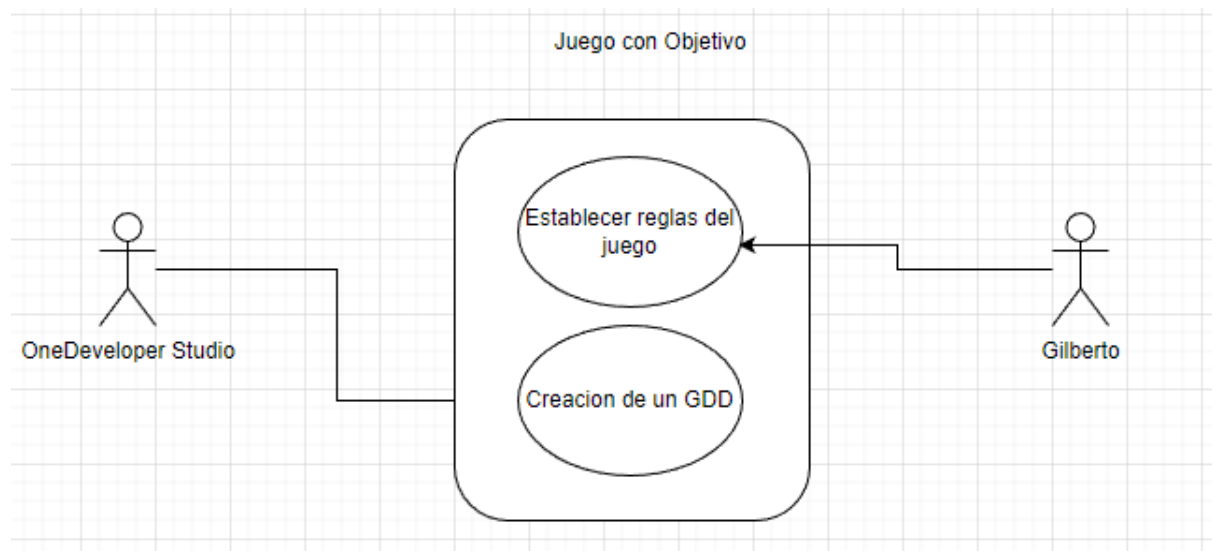 Juego con Objetivo
Establecer reglas del
juego
OneDeveloper Studio
Gilberto
Creacion de un GDD